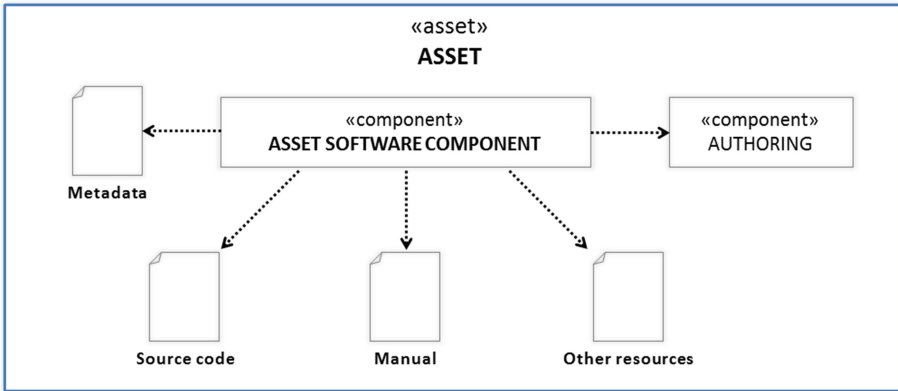 «asset»
ASSET
«component»
ASSET SOFTWARE COMPONENT
«component»
AUTHORING
Metadata
Source code
Manual
Other resources